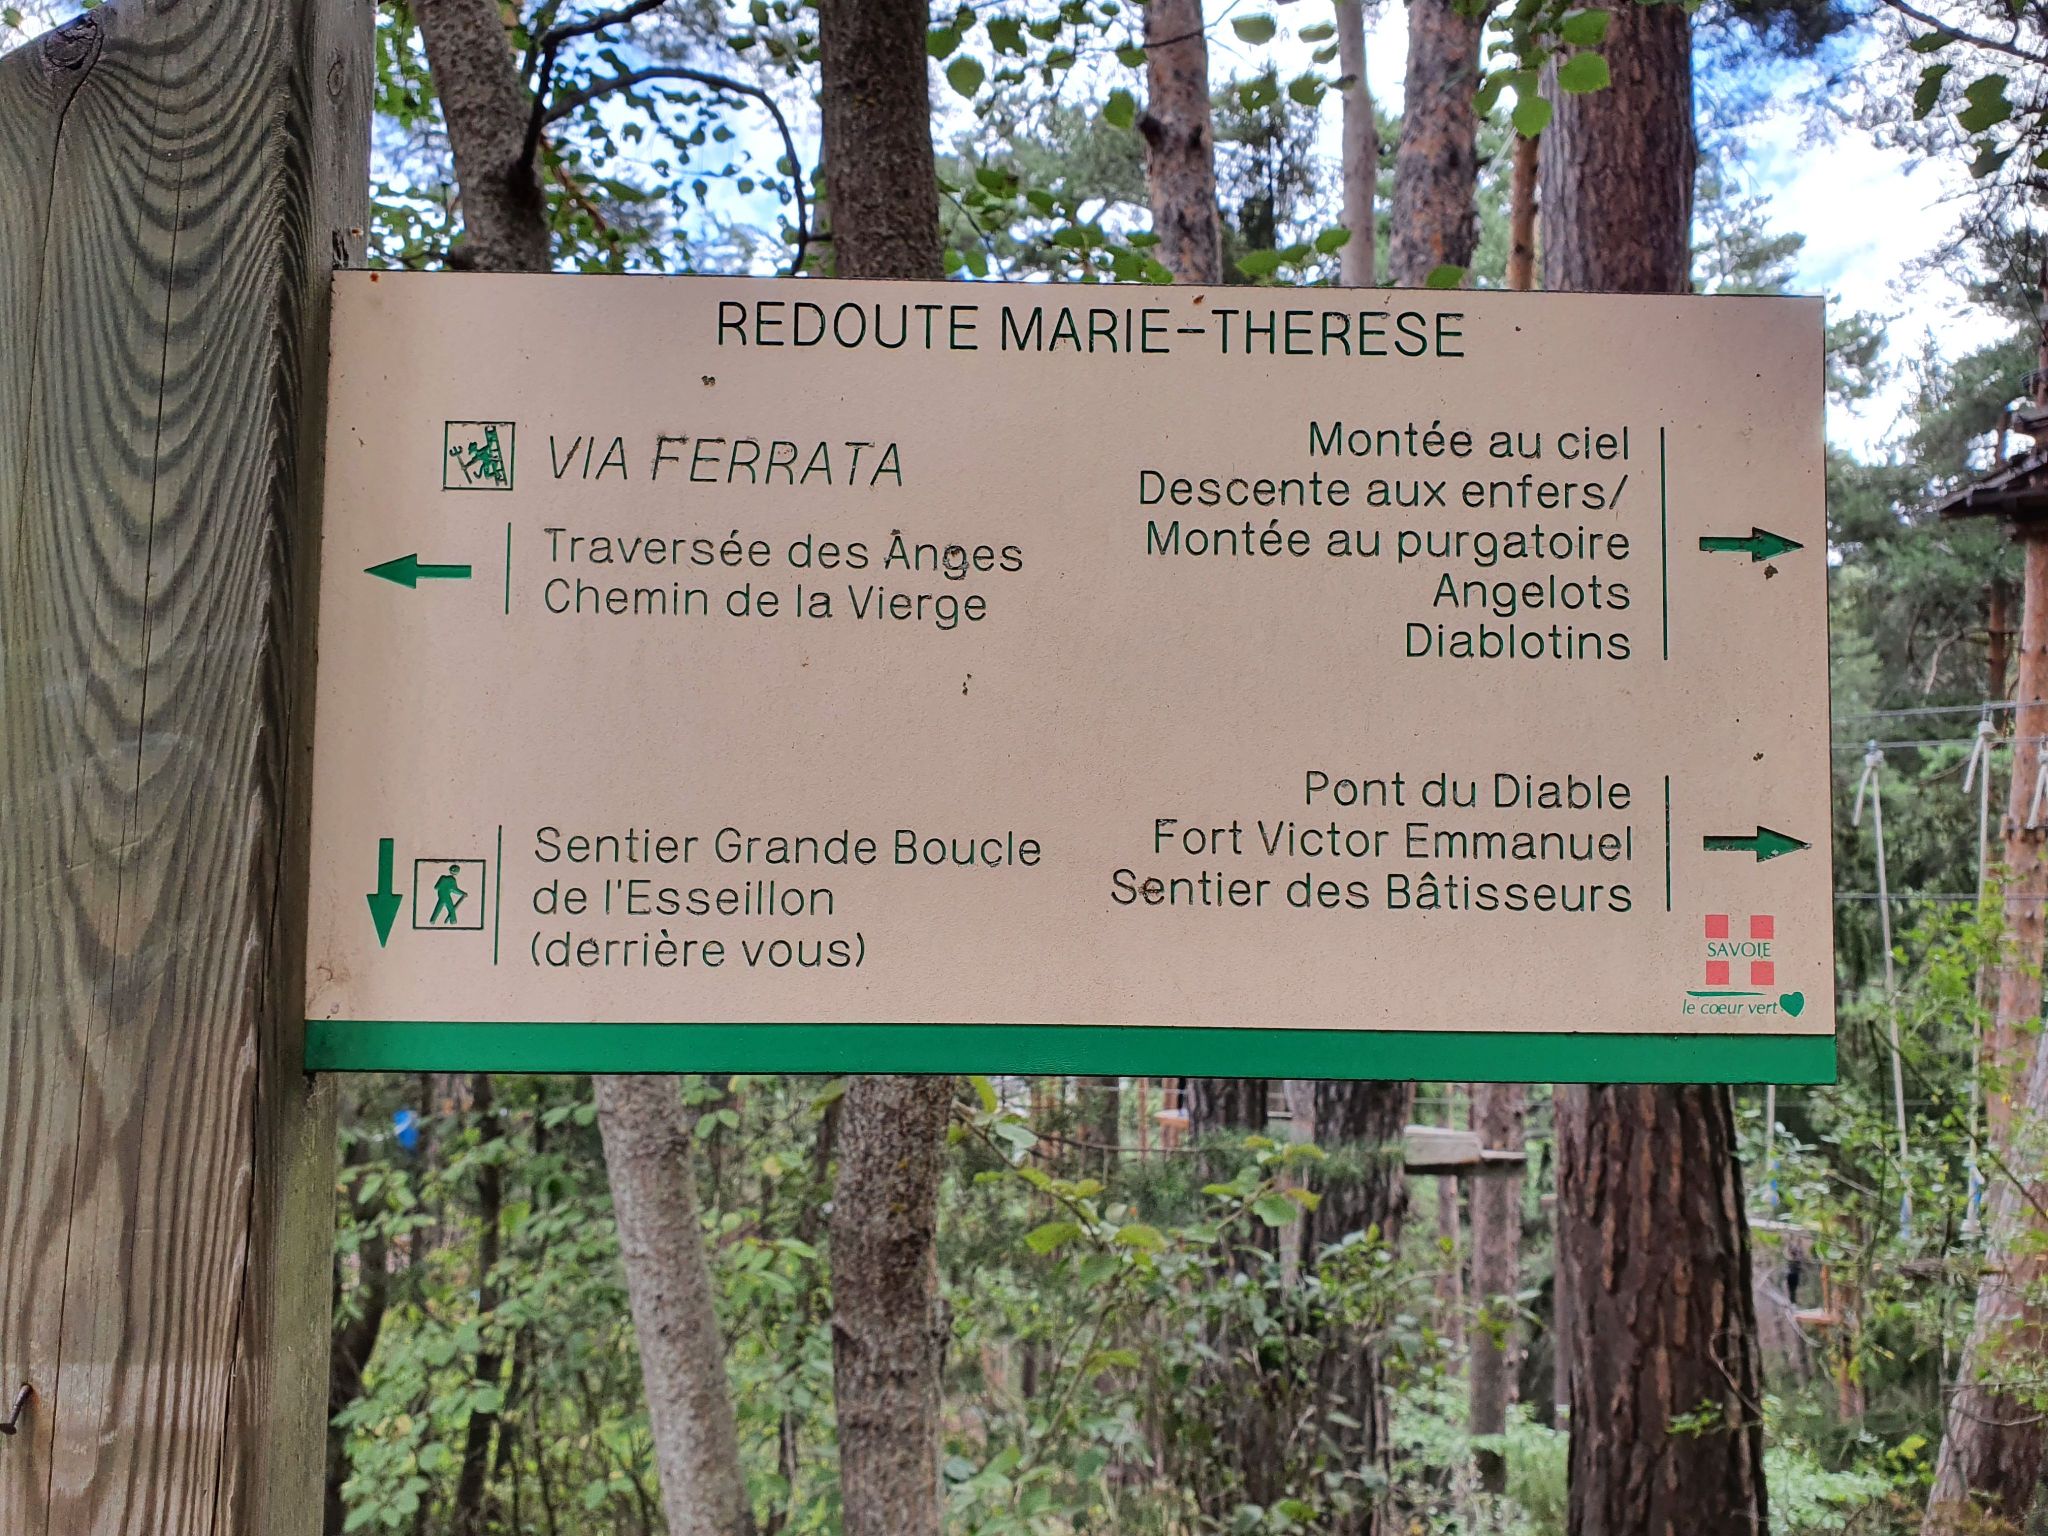 REDOUTE MARIE-THERESE
VIA FERRATA
Traversée des Anges
Chemin de la Vierge
Montée au ciel
Descente aux enfers/
Montée au purgatoire
Angelots
Diablotins
Sentier Grande Boucle
de l'Esseillon
(derrière vous)
Pont du Diable
Fort Victor Emmanuel
Sentier des Bâtisseurs
SAVOIE
le coeur vert